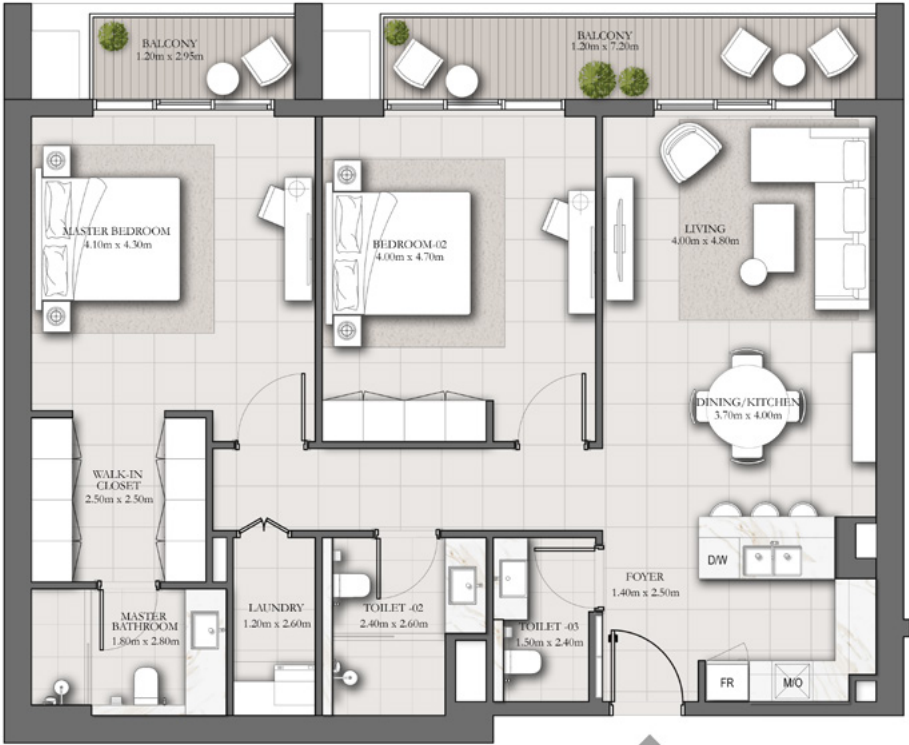 BALCONY
1.20m x 2.95m
BALCONY
1.20m x 7.20m
MASTER BEDROOM
4.10m x 4.30m
BEDROOM-02
4.00m x 4.70m
LIVING
4.00m x 4.80m
DINING/KITCHEN
3.70m x 4.00m
WALK-IN
CLOSET
2.50m x 2.50m
D/W
FOYER
1.40m x 2.50m
MASTER
BATHROOM
1.80m x 2.80m
LAUNDRY
1.20m x 2.60m
TOILET -02
2.40m x 2.60m
TOILET -03
1.50m x 2.40m
FR
M/O